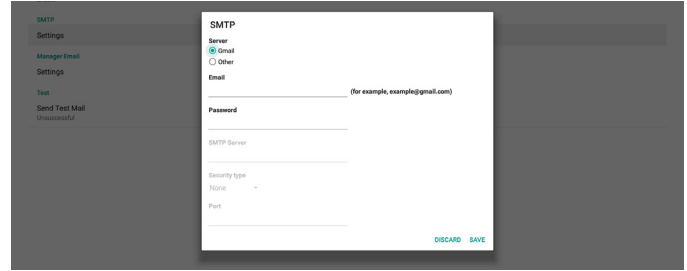 SMTP
Settings
Manager Email
Settings
Test
Send Test Mail
Unsuccessful
SMTP
Server
Gmail
Other
Email
(for example, example@gmail.com)
Password
SMTP Server
Security type
None
Port
DISCARD SAVE